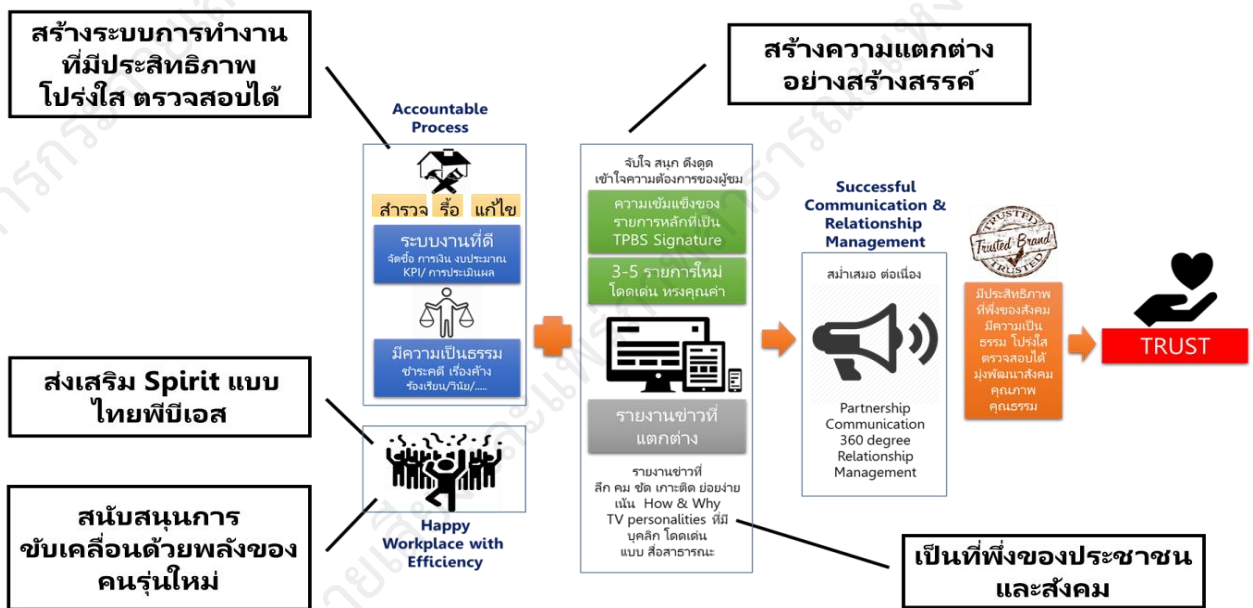 สร้างระบบการทำงาน
ที่มีประสิทธิภาพ
โปร่งใส ตรวจสอบได้
สร้างความแตกต่าง
อย่างสร้างสรรค์
Accountable
Process
สำรวจ รื้อ แก้ไข
ระบบงานที่ดี
จัดซื้อ การเงิน งบประมาณ
KPI/ การประเมินผล
มีความเป็นธรรม
ชำระคดี เรื่องค้าง
ร้องเรียน/วินัย/.....
ส่งเสริม Spirit แบบ
ไทยพีบีเอส
สนับสนุนการ
ขับเคลื่อนด้วยพลังของ
คนรุ่นใหม่
Happy
Workplace with
Efficiency
จับใจ สนุก ดึงดูด
เข้าใจความต้องการของผู้ชม
ความเข้มแข็งของ
รายการหลักที่เป็น
TPBS Signature
3-5 รายการใหม่
โดดเด่น ทรงคุณค่า
รายงานข่าวที่
แตกต่าง
รายงานข่าวที่
ลึก คม ชัด เกาะติด ย่อยง่าย
เน้น How & Why
TV personalities ที่มี
บุคลิก โดดเด่น
แบบ สื่อสาธารณะ
Successful
Communication &
Relationship
Management
สม่ำเสมอ ต่อเนื่อง
Partnership
Communication
360 degree
Relationship
Management
TRUSTED
Trusted Brand
TRUSTED
มีประสิทธิภาพ
ที่พึ่งของสังคม
มีความเป็น
ธรรม โปร่งใส
ตรวจสอบได้
มุ่งพัฒนาสังคม
คุณภาพ
คุณธรรม
TRUST
เป็นที่พึ่งของประชาชน
และสังคม